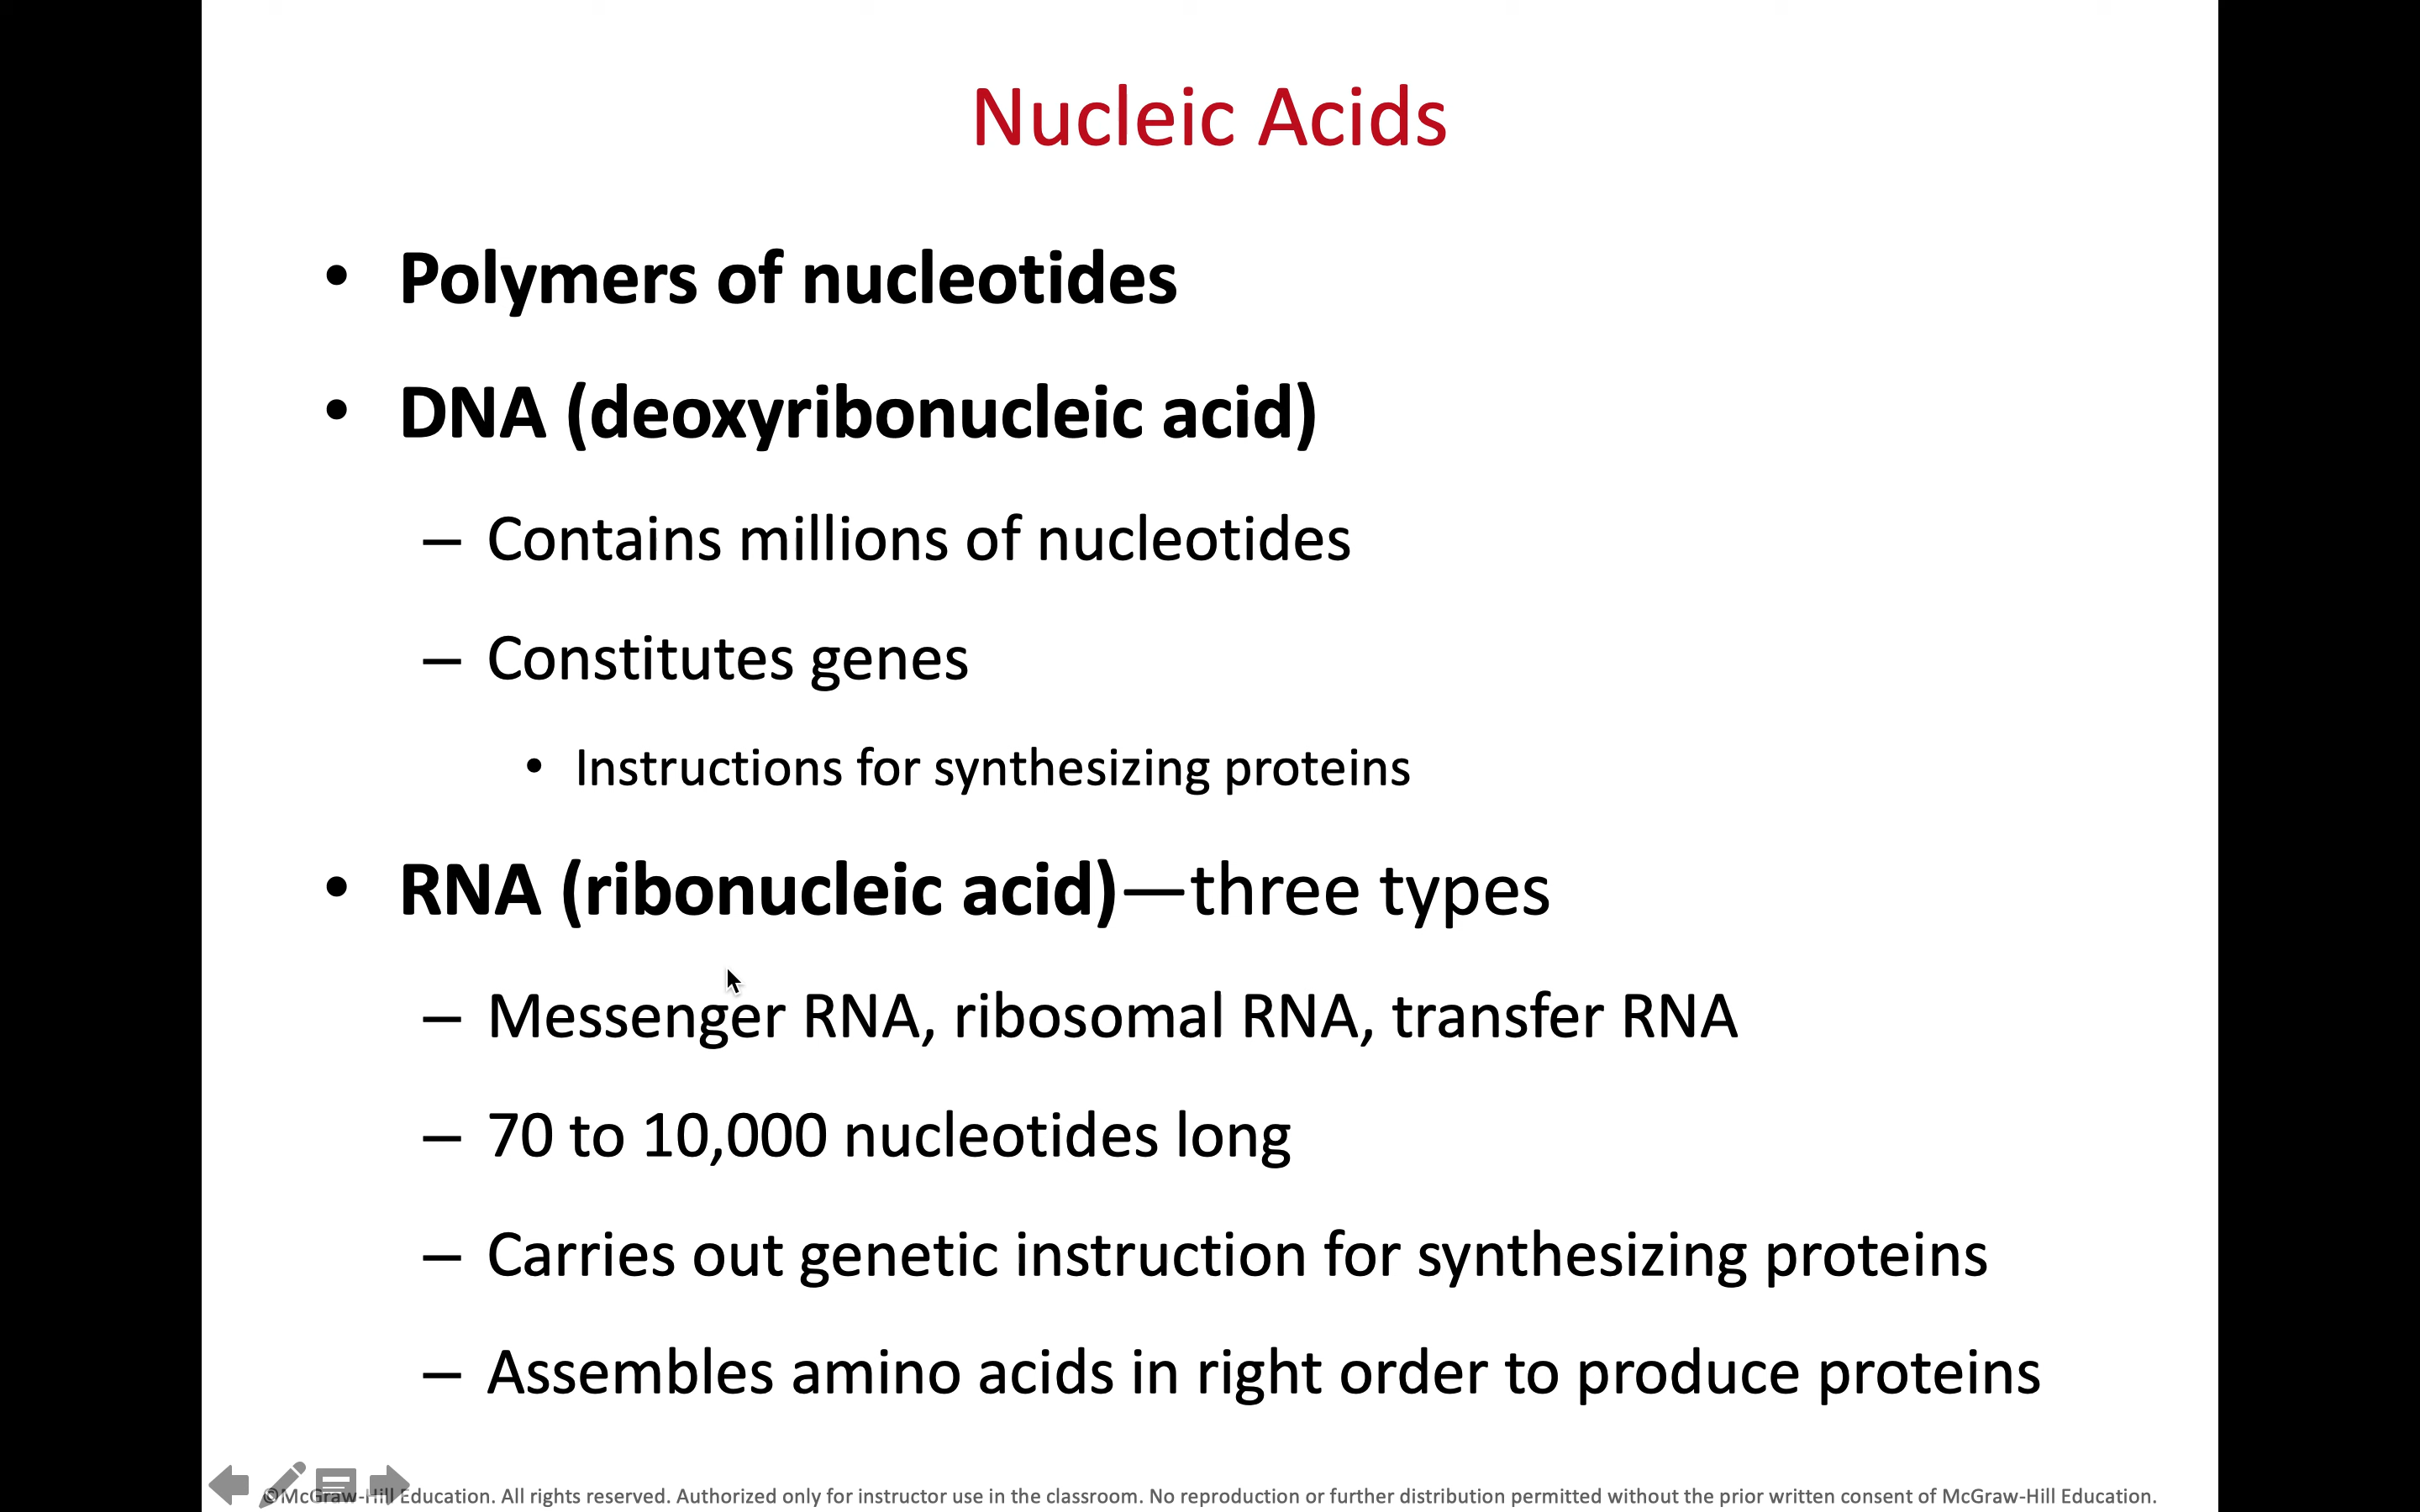 Nucleic Acids
• Polymers of nucleotides
• DNA (deoxyribonucleic acid)
– Contains millions of nucleotides
– Constitutes genes
• Instructions for synthesizing proteins
• RNA (ribonucleic acid)—three types
– Messenger RNA, ribosomal RNA, transfer RNA
– 70 to 10,000 nucleotides long
– Carries out genetic instruction for synthesizing proteins
– Assembles amino acids in right order to produce proteins
©McGraw-Hill Education. All rights reserved. Authorized only for instructor use in the classroom. No reproduction or further distribution permitted without the prior written consent of McGraw-Hill Education.